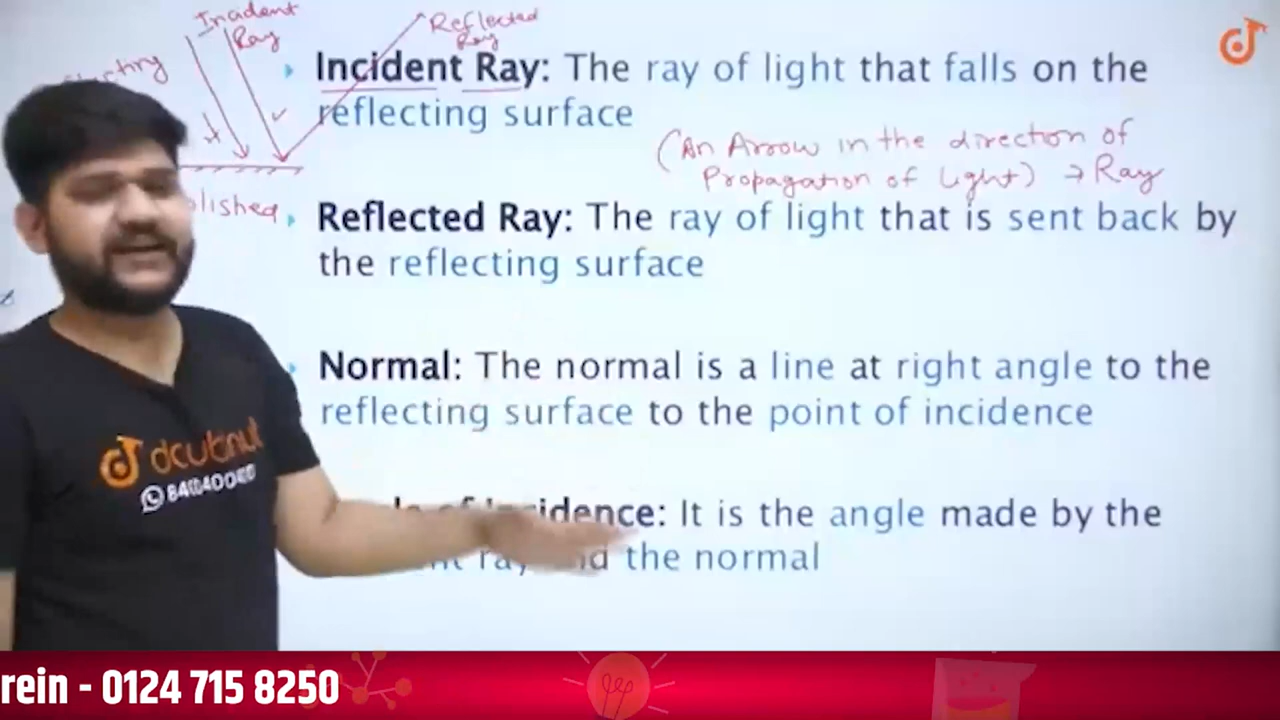 Incident
Ray
Reflected
Ray
Incident Ray: The ray of light that falls on the
reflecting surface
(An Arrow in the direction of
Propagation of Light) → Ray
Reflected Ray: The ray of light that is sent back by
the reflecting surface
Normal: The normal is a line at right angle to the
reflecting surface to the point of incidence
Incidence: It is the angle made by the
ray and the normal
doubtnut
rein - 0124 715 8250